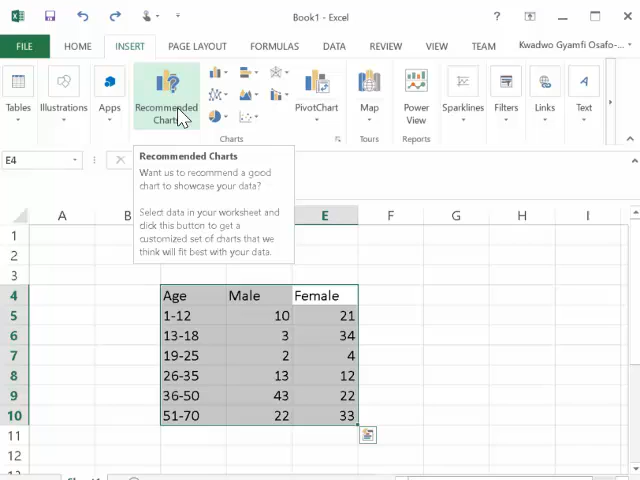 Book1 - Excel
FILE HOME INSERT PAGE LAYOUT FORMULAS DATA REVIEW VIEW TEAM Kwadwo Gyamfi Osafo-...
Tables Illustrations Apps Recommended Charts PivotChart Map Power View Sparklines Filters Links Text
Charts Tours Reports
E4
Recommended Charts
Want us to recommend a good
chart to showcase your data?
Select data in your worksheet and
click this button to get a
customized set of charts that we
think will fit best with your data.
A B E F G H I
1
2
3
4 Age Male Female
5 1-12 10 21
6 13-18 3 34
7 19-25 2 4
8 26-35 13 12
9 36-50 43 22
10 51-70 22 33
11
12